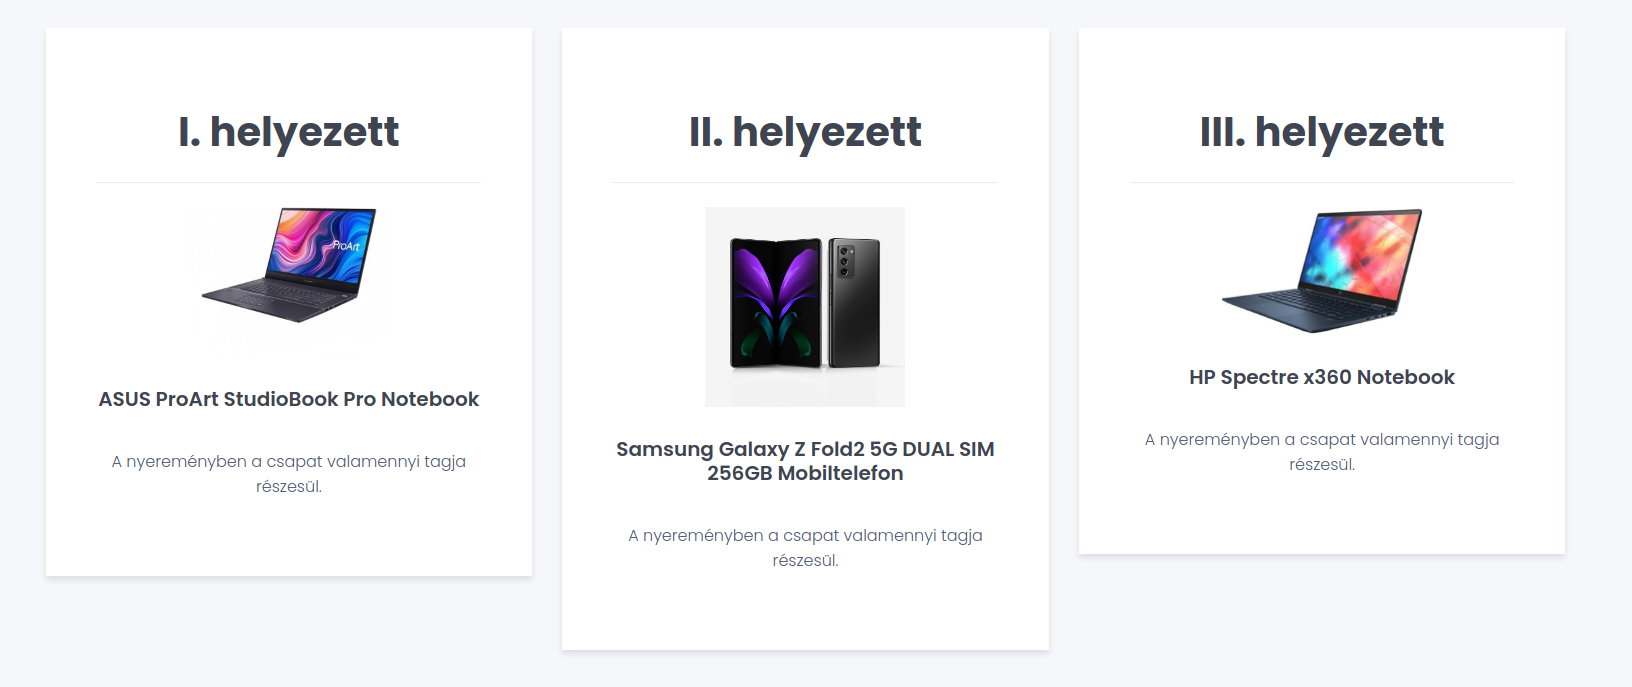 I. helyezett
ProArt
ASUS ProArt StudioBook Pro Notebook
A nyereményben a csapat valamennyi tagja
részesül.
II. helyezett
Samsung Galaxy Z Fold2 5G DUAL SIM
256GB Mobiltelefon
A nyereményben a csapat valamennyi tagja
részesül.
III. helyezett
HP Spectre x360 Notebook
A nyereményben a csapat valamennyi tagja
részesül.